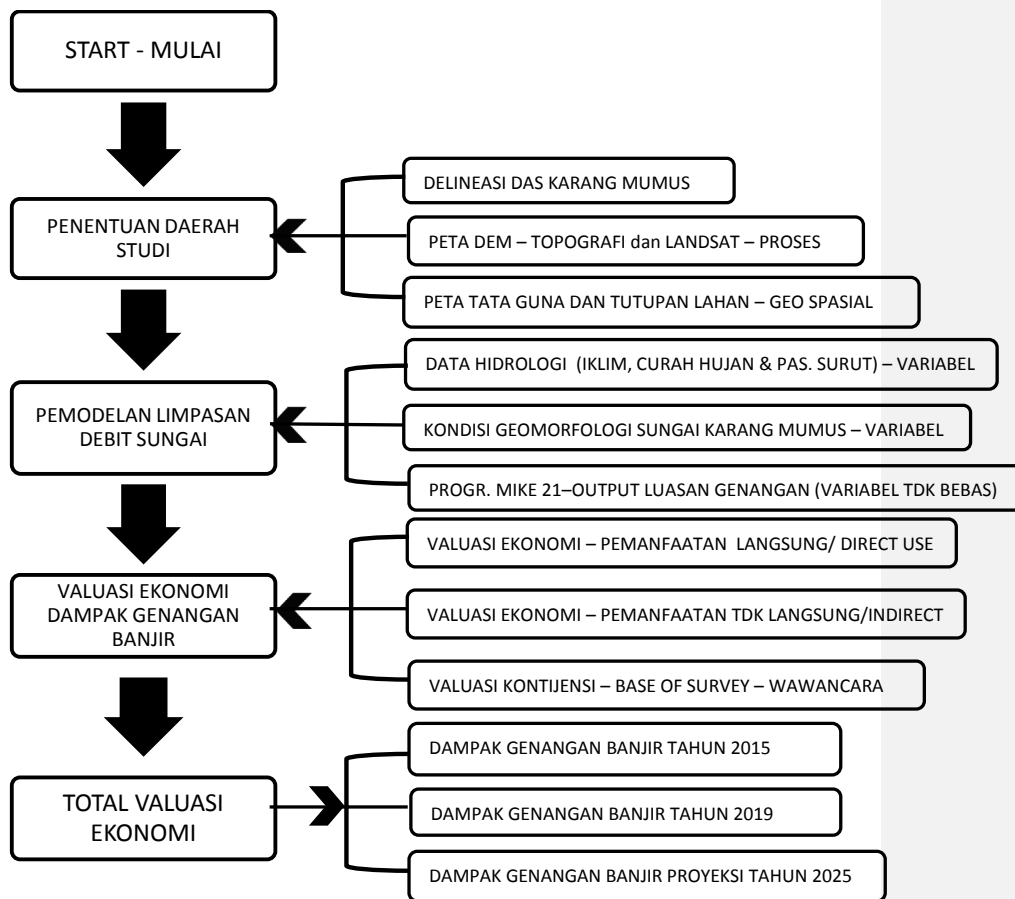 START - MULAI
PENENTUAN DAERAH
STUDI
DELINEASI DAS KARANG MUMUS
PETA DEM – TOPOGRAFI dan LANDSAT – PROSES
PETA TATA GUNA DAN TUTUPAN LAHAN – GEO SPASIAL
PEMODELAN LIMPASAN
DEBIT SUNGAI
DATA HIDROLOGI (IKLIM, CURAH HUJAN & PAS. SURUT) – VARIABEL
KONDISI GEOMORFOLOGI SUNGAI KARANG MUMUS – VARIABEL
PROGR. MIKE 21–OUTPUT LUASAN GENANGAN (VARIABEL TDK BEBAS)
VALUASI EKONOMI
DAMPAK GENANGAN
BANJIR
VALUASI EKONOMI – PEMANFAATAN LANGSUNG/ DIRECT USE
VALUASI EKONOMI – PEMANFAATAN TDK LANGSUNG/INDIRECT
VALUASI KONTIJENSI – BASE OF SURVEY – WAWANCARA
TOTAL VALUASI
EKONOMI
DAMPAK GENANGAN BANJIR TAHUN 2015
DAMPAK GENANGAN BANJIR TAHUN 2019
DAMPAK GENANGAN BANJIR PROYEKSI TAHUN 2025